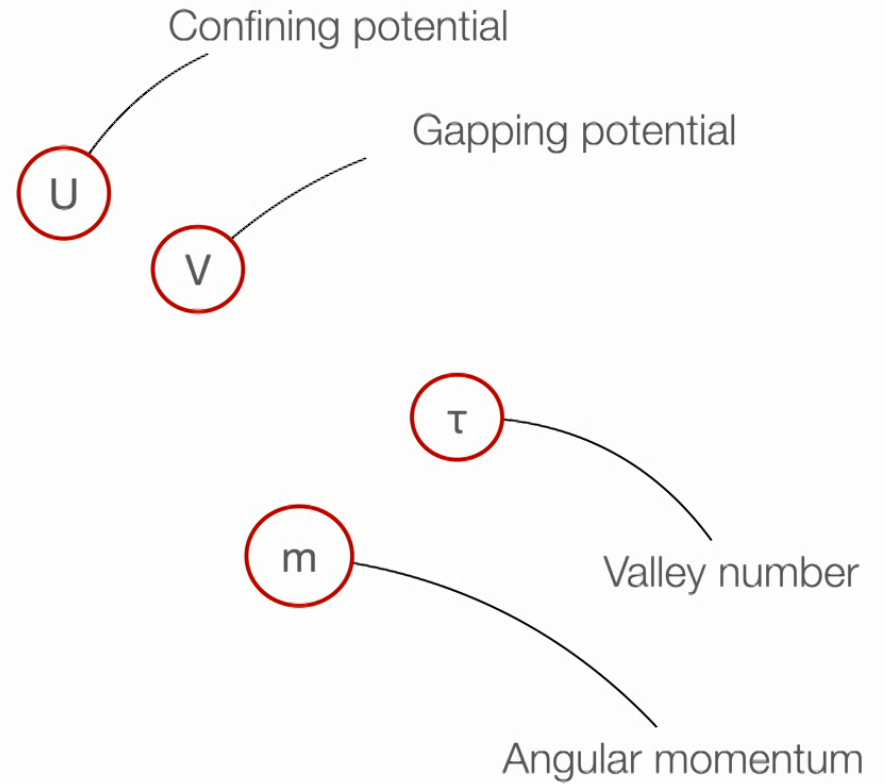 Confining potential
Gapping potential
U
V
τ
m
Valley number
Angular momentum